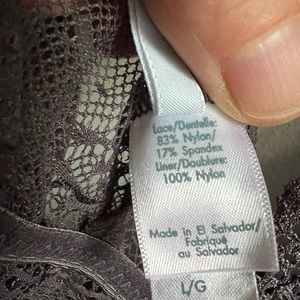 Lace/Dentelle:
83% Nylon/
17% Spandex
Liner/Doublure:
100% Nylon
Made in El Salvador/
Fabriqué
au Salvador
L/G